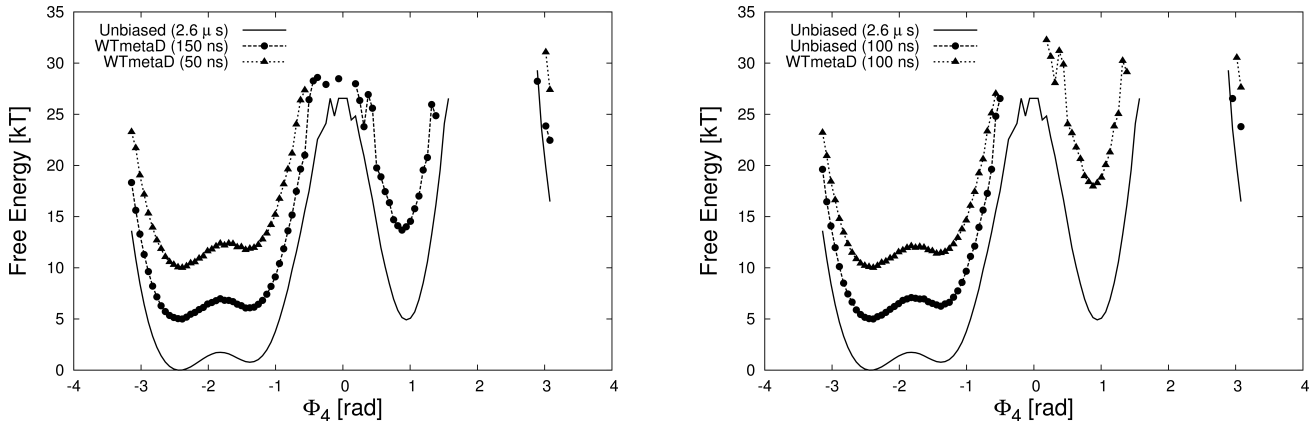 Unbiased (2.6 μ s)
WTmetaD (150 ns)
WTmetaD (50 ns)
Free Energy [kT]
35
30
25
20
15
10
5
0
-4 -3 -2 -1 0 1 2 3 4
Φ4 [rad]
Unbiased (2.6 μ s)
Unbiased (100 ns)
WTmetaD (100 ns)
Free Energy [kT]
35
30
25
20
15
10
5
0
-4 -3 -2 -1 0 1 2 3 4
Φ4 [rad]